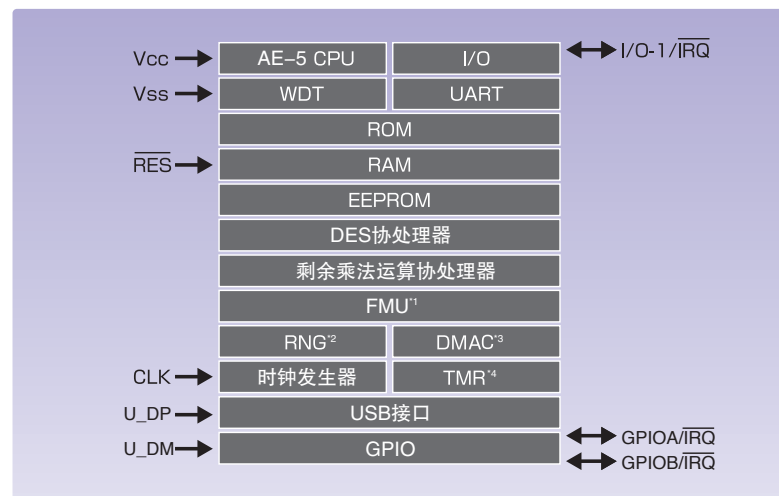 Vcc AE-5 CPU I/O I/O-1/IRQ
Vss WDT UART
ROM
RES RAM
EEPROM
DES协处理器
剩余乘法运算协处理器
FMU*1
RNG*2 DMAC*3
CLK 时钟发生器 TMR*4
U_DP USB接口
U_DM GPIO GPIOA/IRQ
GPIOB/IRQ